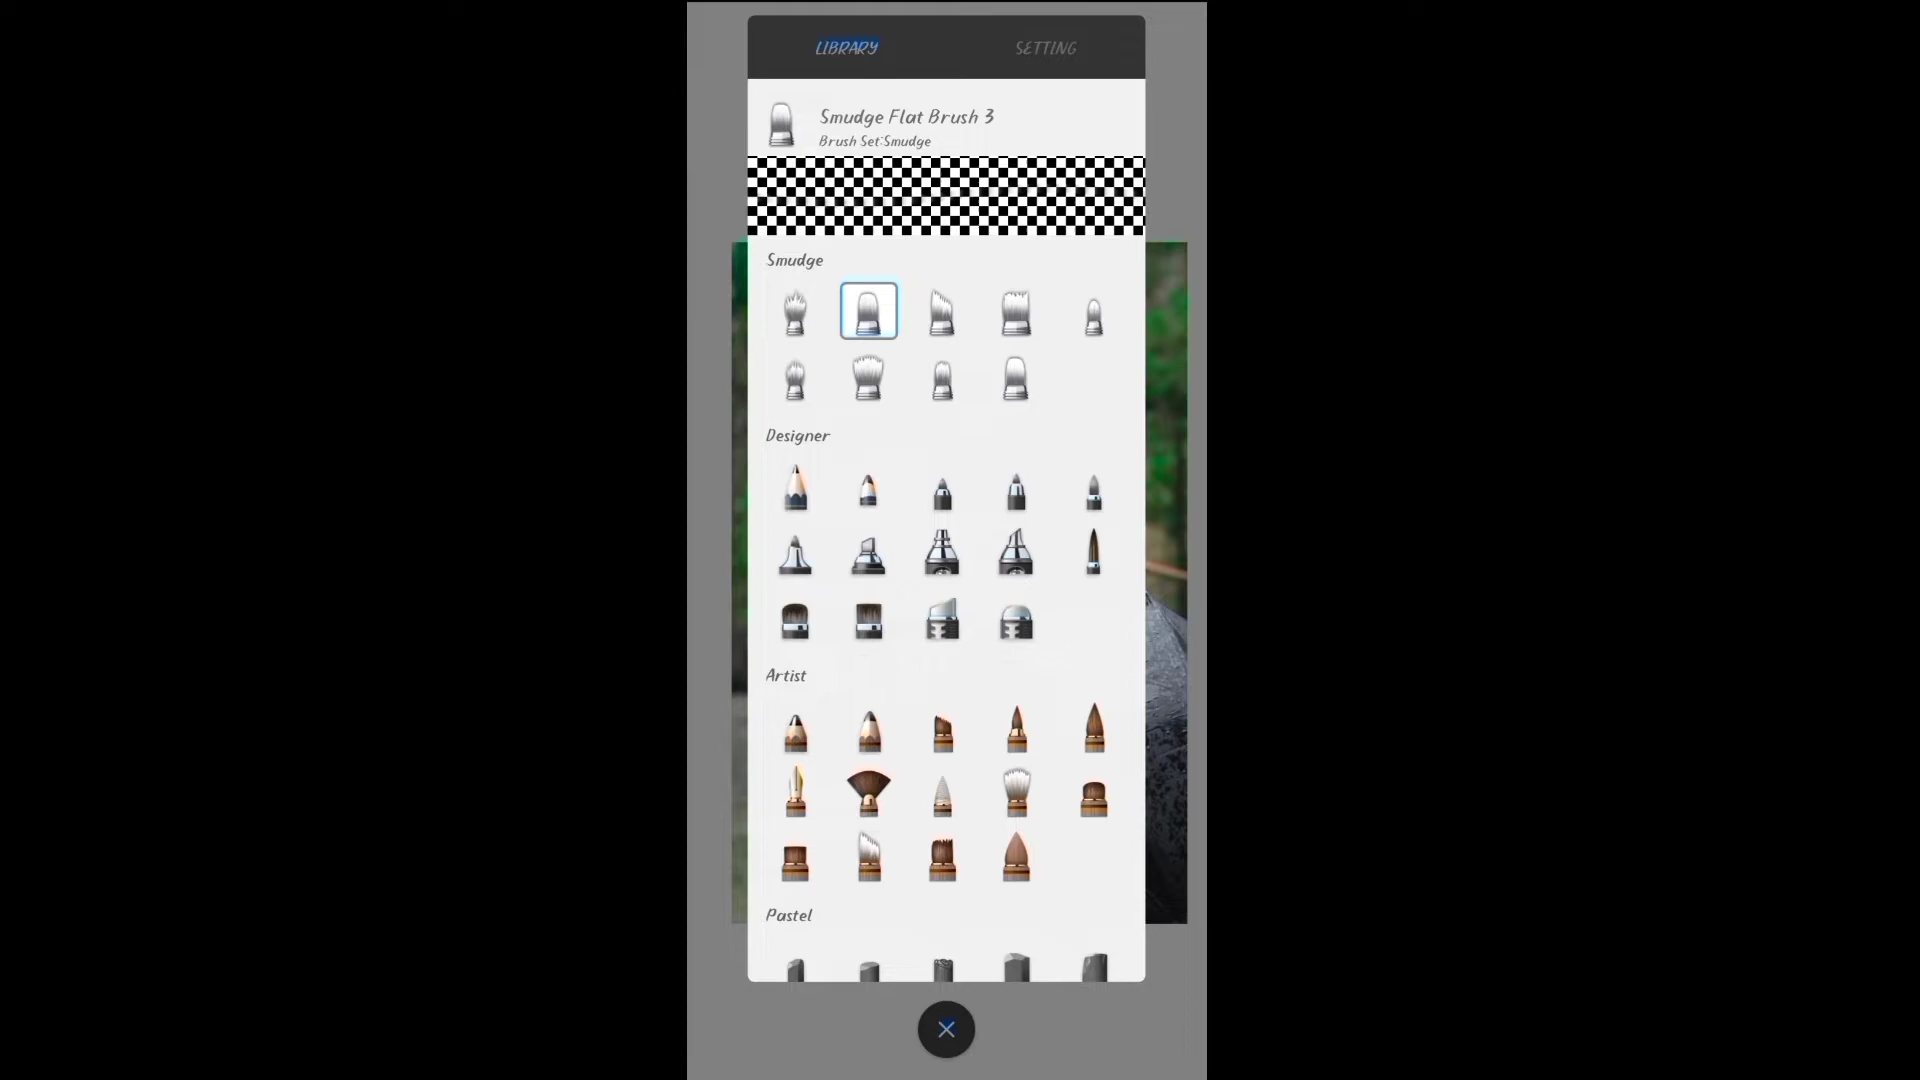 LIBRARY
SETTING
Smudge Flat Brush 3
Brush Set:Smudge
Smudge
Designer
Artist
Pastel